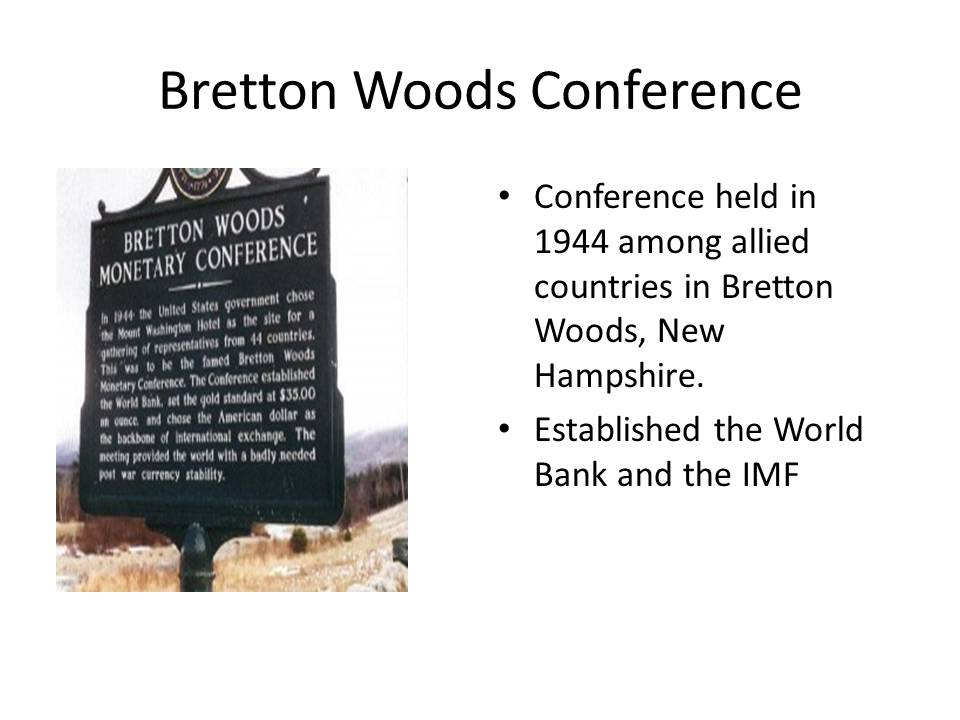 Bretton Woods Conference
BRETTON WOODS
MONETARY CONFERENCE
In 1944 the United States government chose
the Mount Washington Hotel as the site for a
gathering of representatives from 44 countries.
This was to be the famed Bretton Woods
Monetary Conference. The Conference established
the World Bank, set the gold standard at $35.00
an ounce, and chose the American dollar as
the backbone of international exchange. The
meeting provided the world with a badly needed
post war currency stability.
• Conference held in
1944 among allied
countries in Bretton
Woods, New
Hampshire.
• Established the World
Bank and the IMF